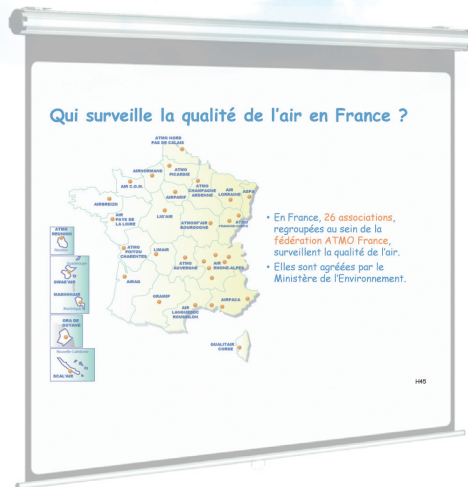 Qui surveille la qualité de l'air en France ?
ATMO NORD
PAS DE CALAIS
AIRNORMAND
ATMO
PICARDIE
AIR C.O.M.
AIRPARIF
ATMO
CHAMPAGNE
ARDENNE
AIR
LORRAINE
ASPA
AIRBREIZH
AIR
PAYS DE
LA LOIRE
LIG'AIR
ATMOSF'AIR
BOURGOGNE
ATMO
FRANCHE-COMTE
ATMO
POITOU
CHARENTES
LIMAIR
ATMO
AUVERGNE
AIR
RHONE-ALPES
AIRAQ
ORAMIP
AIR
LANGUEDOC
ROUSSILLON
AIRPACA
QUALITAIR
CORSE
ATMO
REUNION
GWAD'AIR
MADININAIR
Martinique
ORA DE
GUYANE
Nouvelle Calédonie
SCAL'AIR
• En France, 26 associations,
regroupées au sein de la
fédération ATMO France,
surveillent la qualité de l'air.
• Elles sont agréées par le
Ministère de l'Environnement.
H45